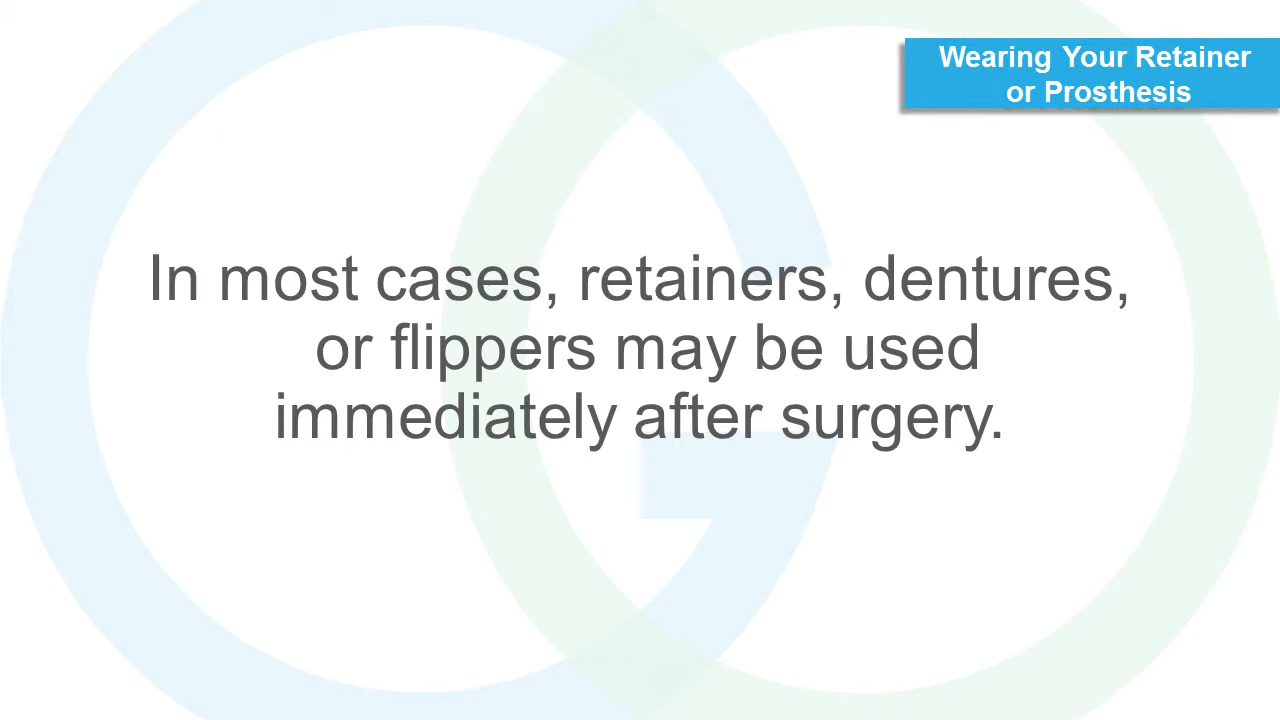 Wearing Your Retainer
or Prosthesis
In most cases, retainers, dentures,
or flippers may be used
immediately after surgery.